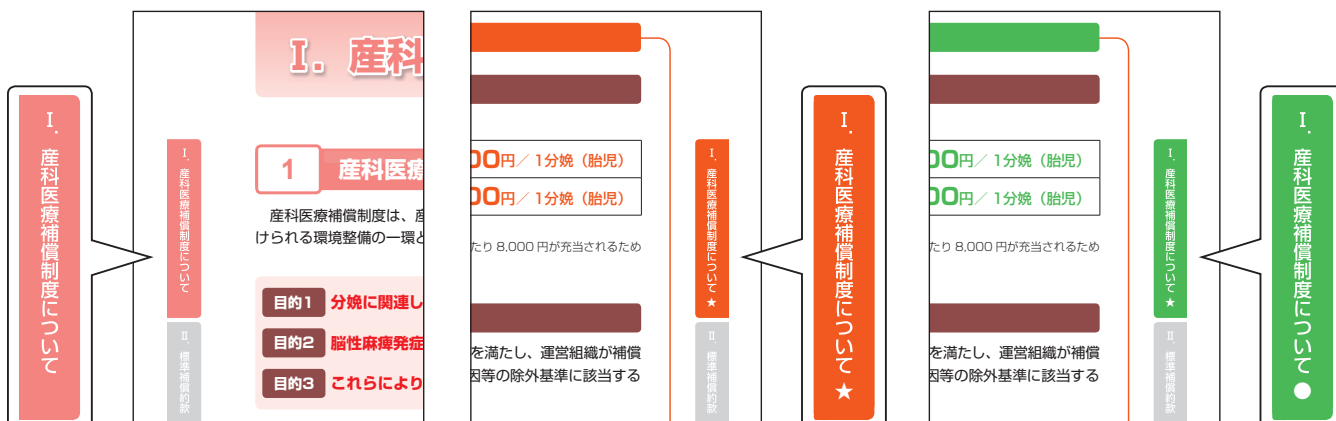 Ⅰ. 産科医療補償制度について
Ⅰ. 産科
Ⅰ. 産科医療補償制度について
Ⅱ. 標準補償約款
1 産科医療
産科医療補償制度は、産
けられる環境整備の一環と
目的1 分娩に関連し
目的2 脳性麻痺発症
目的3 これらにより
00円／1分娩（胎児）
00円／1分娩（胎児）
たり 8,000 円が充当されるため
を満たし、運営組織が補償
因等の除外基準に該当する
Ⅰ. 産科医療補償制度について★
Ⅱ. 標準補償約款
Ⅰ. 産科医療補償制度について★
00円／1分娩（胎児）
00円／1分娩（胎児）
たり 8,000 円が充当されるため
を満たし、運営組織が補償
因等の除外基準に該当する
Ⅰ. 産科医療補償制度について★
Ⅱ. 標準補償約款
Ⅰ. 産科医療補償制度について●